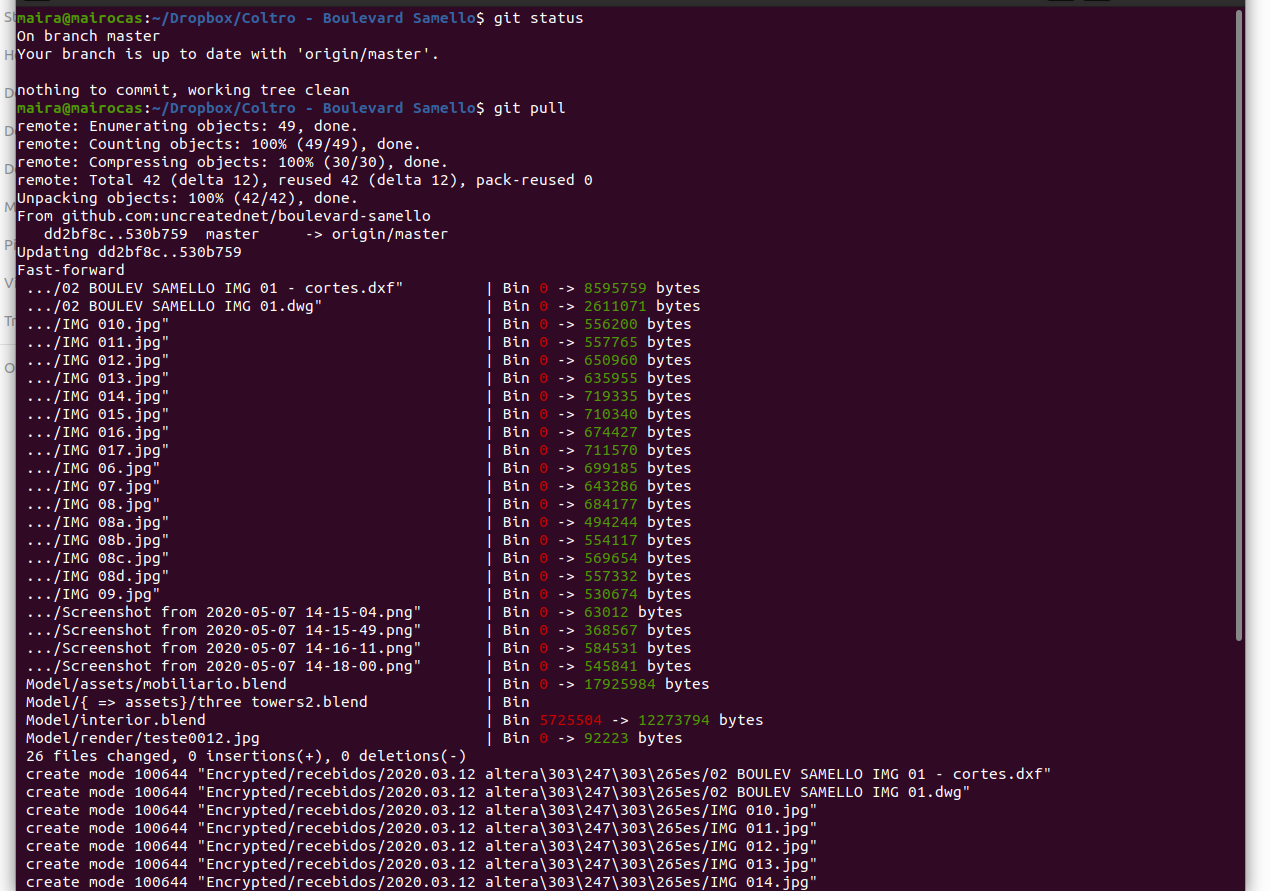 maira@mairocas:~/Dropbox/Coltro - Boulevard Samello$ git status
On branch master
Your branch is up to date with 'origin/master'.
nothing to commit, working tree clean
maira@mairocas:~/Dropbox/Coltro - Boulevard Samello$ git pull
remote: Enumerating objects: 49, done.
remote: Counting objects: 100% (49/49), done.
remote: Compressing objects: 100% (30/30), done.
remote: Total 42 (delta 12), reused 42 (delta 12), pack-reused 0
Unpacking objects: 100% (42/42), done.
From github.com:uncreatednet/boulevard-samello
   dd2bf8c..530b759  master     -> origin/master
Updating dd2bf8c..530b759
Fast-forward
 .../02 BOULEV SAMELLO IMG 01 - cortes.dxf"         | Bin 0 -> 8595759 bytes
 .../02 BOULEV SAMELLO IMG 01.dwg"                  | Bin 0 -> 2611071 bytes
 .../IMG 010.jpg"                                   | Bin 0 -> 556200 bytes
 .../IMG 011.jpg"                                   | Bin 0 -> 557765 bytes
 .../IMG 012.jpg"                                   | Bin 0 -> 650960 bytes
 .../IMG 013.jpg"                                   | Bin 0 -> 635955 bytes
 .../IMG 014.jpg"                                   | Bin 0 -> 719335 bytes
 .../IMG 015.jpg"                                   | Bin 0 -> 710340 bytes
 .../IMG 016.jpg"                                   | Bin 0 -> 674427 bytes
 .../IMG 017.jpg"                                   | Bin 0 -> 711570 bytes
 .../IMG 06.jpg"                                    | Bin 0 -> 699185 bytes
 .../IMG 07.jpg"                                    | Bin 0 -> 643286 bytes
 .../IMG 08.jpg"                                    | Bin 0 -> 684177 bytes
 .../IMG 08a.jpg"                                   | Bin 0 -> 494244 bytes
 .../IMG 08b.jpg"                                   | Bin 0 -> 554117 bytes
 .../IMG 08c.jpg"                                   | Bin 0 -> 569654 bytes
 .../IMG 08d.jpg"                                   | Bin 0 -> 557332 bytes
 .../IMG 09.jpg"                                    | Bin 0 -> 530674 bytes
 .../Screenshot from 2020-05-07 14-15-04.png"       | Bin 0 -> 63012 bytes
 .../Screenshot from 2020-05-07 14-15-49.png"       | Bin 0 -> 368567 bytes
 .../Screenshot from 2020-05-07 14-16-11.png"       | Bin 0 -> 584531 bytes
 .../Screenshot from 2020-05-07 14-18-00.png"       | Bin 0 -> 545841 bytes
 Model/assets/mobiliario.blend                      | Bin 0 -> 17925984 bytes
 Model/{ => assets}/three towers2.blend             | Bin
 Model/interior.blend                               | Bin 5725504 -> 12273794 bytes
 Model/render/teste0012.jpg                         | Bin 0 -> 92223 bytes
 26 files changed, 0 insertions(+), 0 deletions(-)
 create mode 100644 "Encrypted/recebidos/2020.03.12 altera\303\247\303\265es/02 BOULEV SAMELLO IMG 01 - cortes.dxf"
 create mode 100644 "Encrypted/recebidos/2020.03.12 altera\303\247\303\265es/02 BOULEV SAMELLO IMG 01.dwg"
 create mode 100644 "Encrypted/recebidos/2020.03.12 altera\303\247\303\265es/IMG 010.jpg"
 create mode 100644 "Encrypted/recebidos/2020.03.12 altera\303\247\303\265es/IMG 011.jpg"
 create mode 100644 "Encrypted/recebidos/2020.03.12 altera\303\247\303\265es/IMG 012.jpg"
 create mode 100644 "Encrypted/recebidos/2020.03.12 altera\303\247\303\265es/IMG 013.jpg"
 create mode 100644 "Encrypted/recebidos/2020.03.12 altera\303\247\303\265es/IMG 014.jpg"